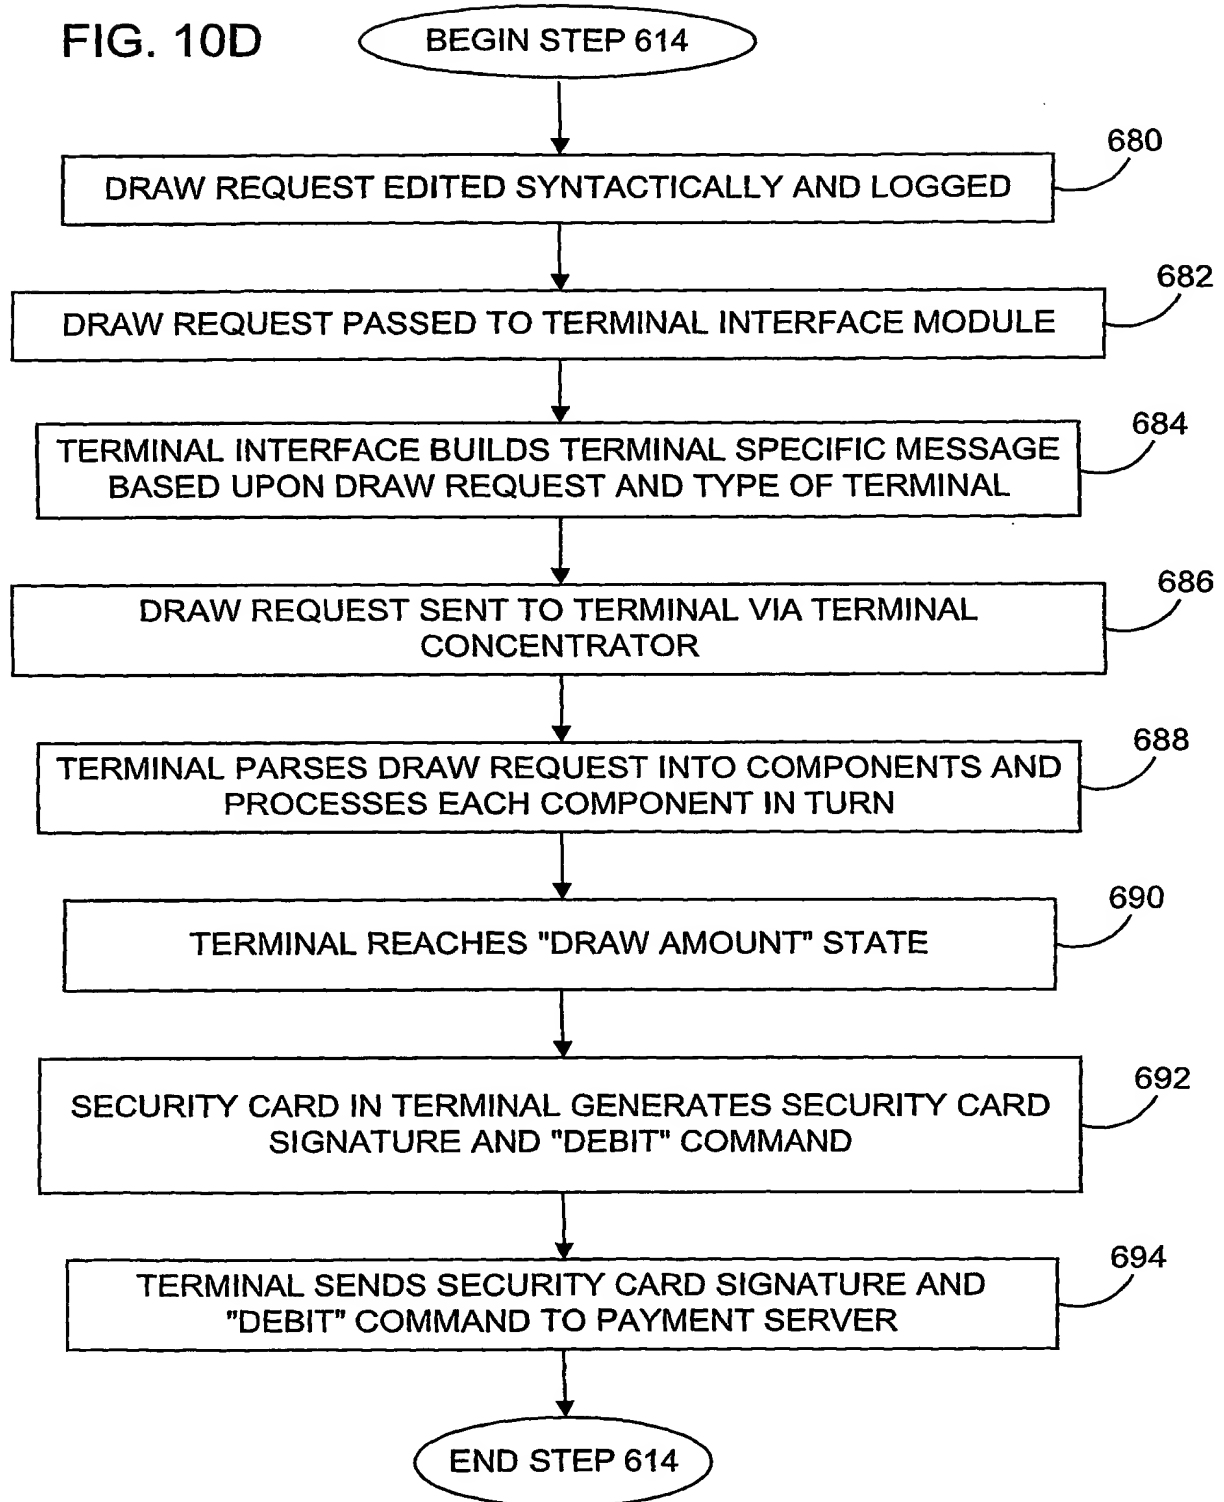 FIG. 10D
BEGIN STEP 614
680
DRAW REQUEST EDITED SYNTACTICALLY AND LOGGED
682
DRAW REQUEST PASSED TO TERMINAL INTERFACE MODULE
684
TERMINAL INTERFACE BUILDS TERMINAL SPECIFIC MESSAGE
BASED UPON DRAW REQUEST AND TYPE OF TERMINAL
686
DRAW REQUEST SENT TO TERMINAL VIA TERMINAL
CONCENTRATOR
688
TERMINAL PARSES DRAW REQUEST INTO COMPONENTS AND
PROCESSES EACH COMPONENT IN TURN
690
TERMINAL REACHES "DRAW AMOUNT" STATE
692
SECURITY CARD IN TERMINAL GENERATES SECURITY CARD
SIGNATURE AND "DEBIT" COMMAND
694
TERMINAL SENDS SECURITY CARD SIGNATURE AND
"DEBIT" COMMAND TO PAYMENT SERVER
END STEP 614